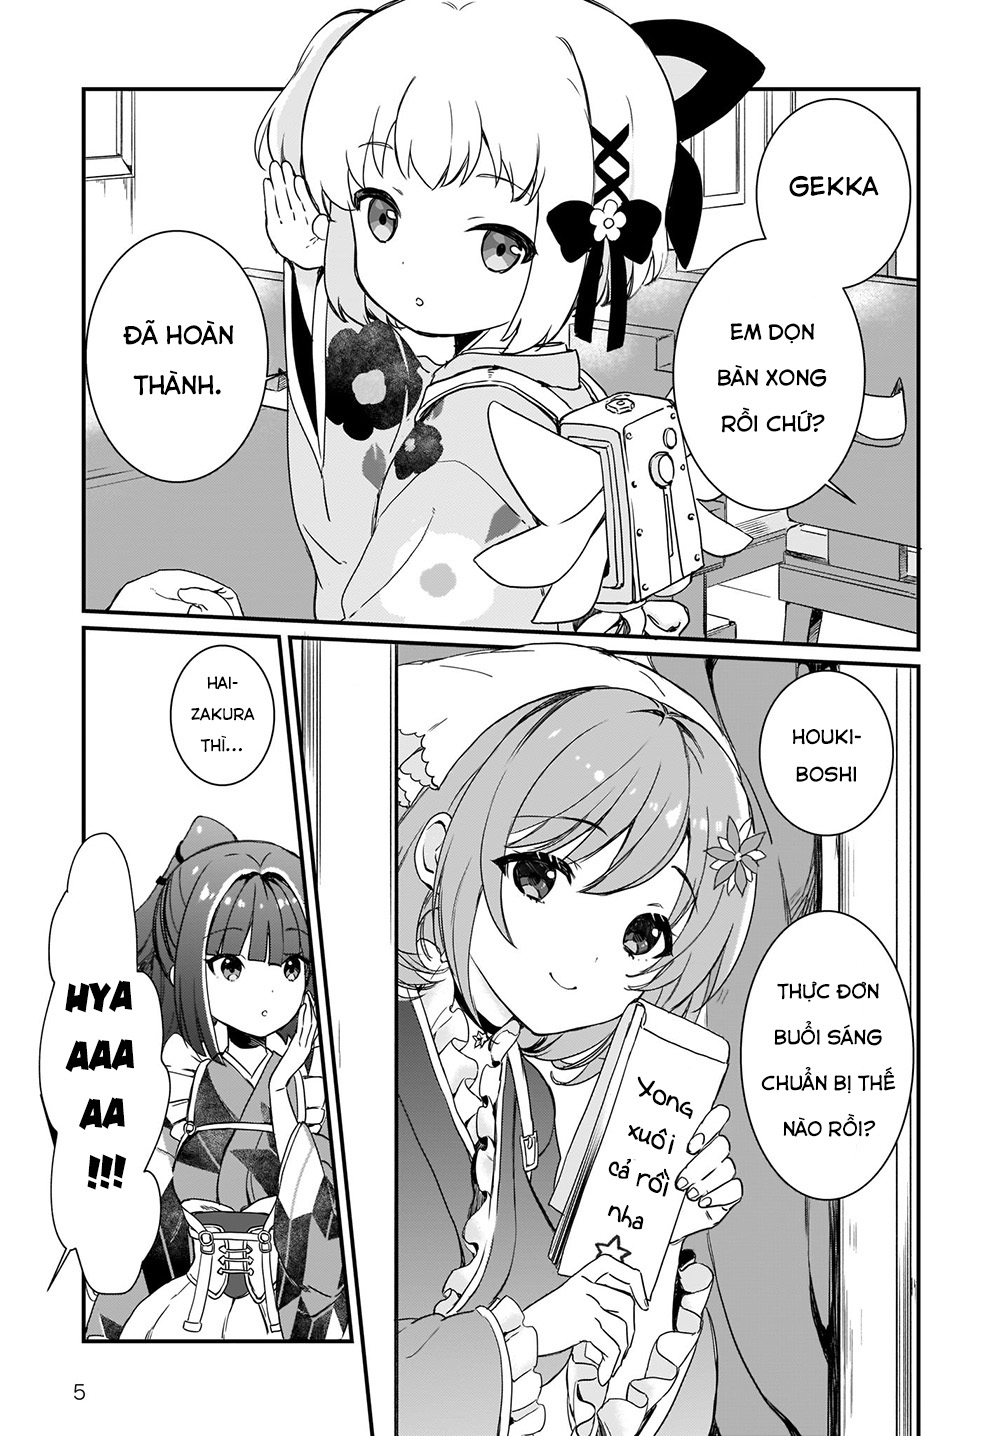 GEKKA
EM DỌN
BÀN XONG
RỒI CHỨ?
ĐÃ HOÀN
THÀNH.
HOUKI-
BOSHI
THỰC ĐƠN
BUỔI SÁNG
CHUẨN BỊ THẾ
NÀO RỒI?
Xong
xuôi
cả rồi
nha
HAI-
ZAKURA
THÌ...
HYA
AAA
AA
!!!
5